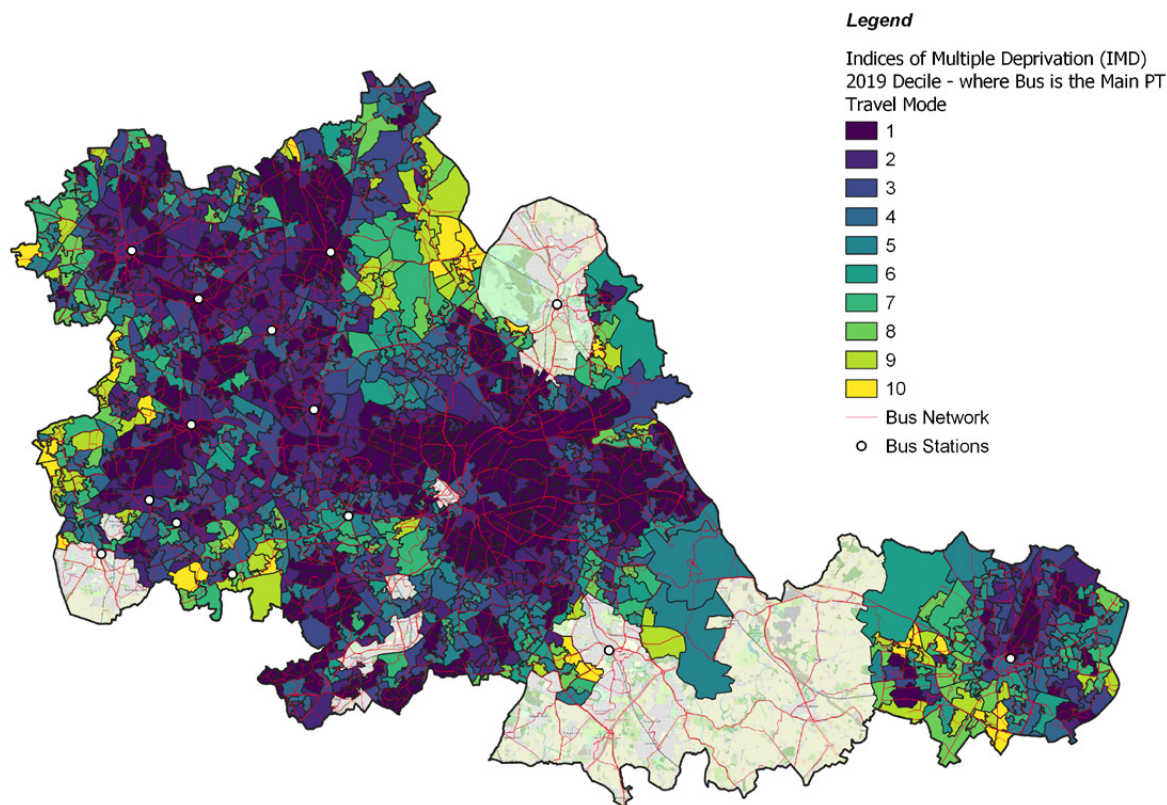 Legend
Indices of Multiple Deprivation (IMD)
2019 Decile - where Bus is the Main PT
Travel Mode
1
2
3
4
5
6
7
8
9
10
Bus Network
Bus Stations